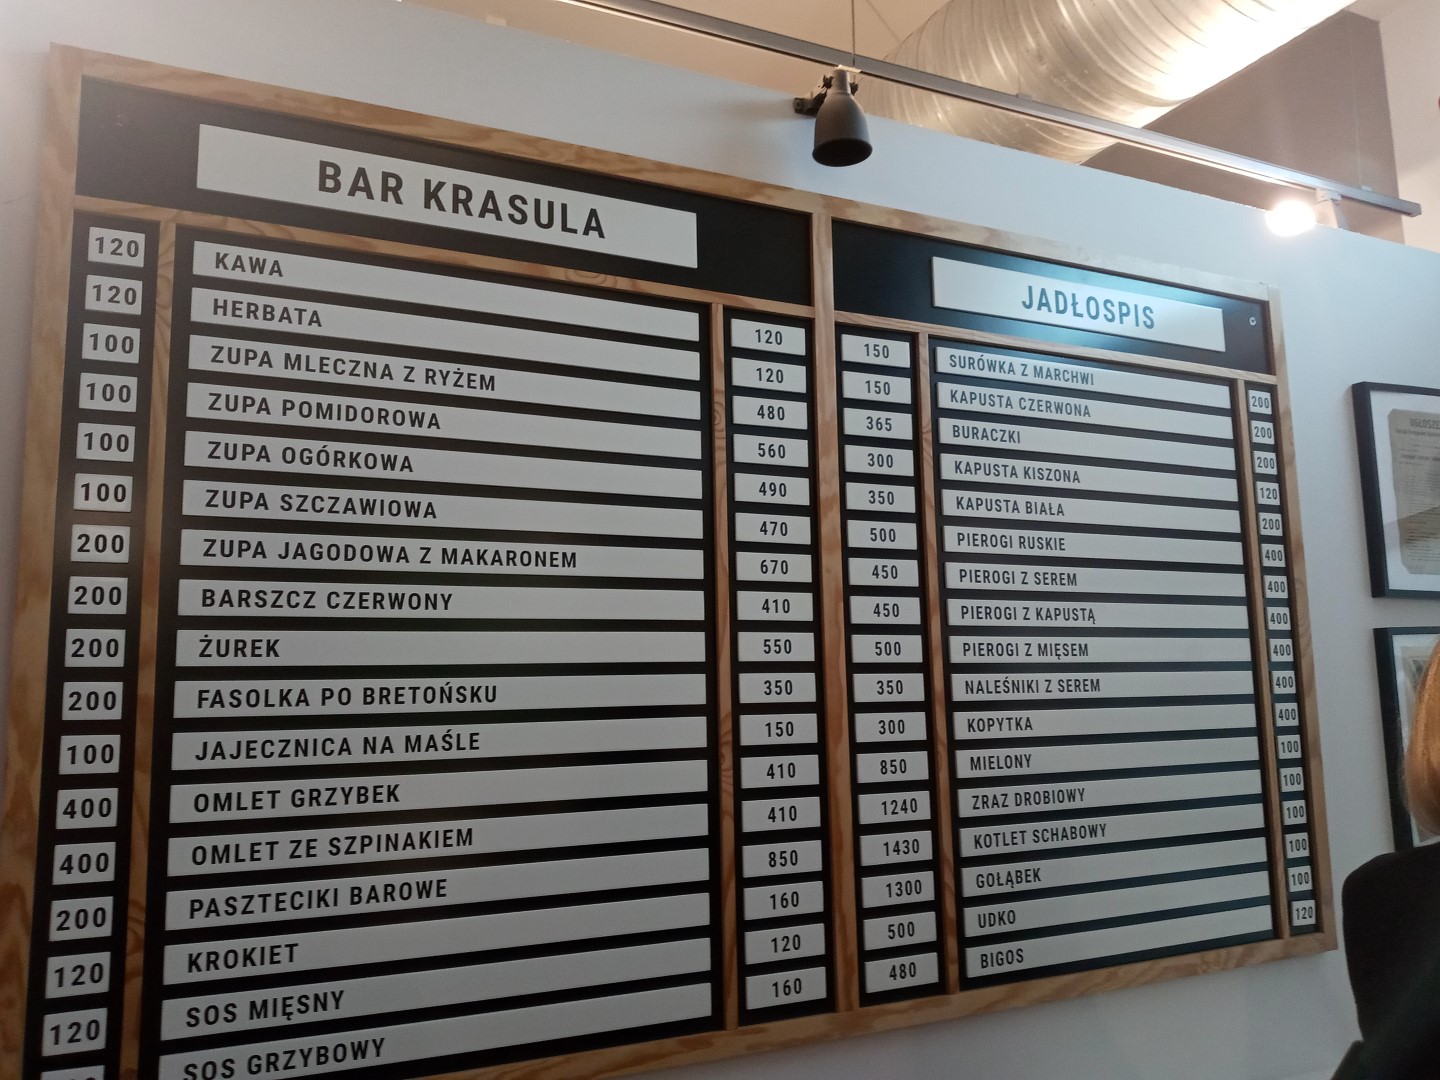 BAR KRASULA
120 KAWA 120
120 HERBATA 120
100 ZUPA MLECZNA Z RYŻEM 480
100 ZUPA POMIDOROWA 560
100 ZUPA OGÓRKOWA 490
100 ZUPA SZCZAWIOWA 470
200 ZUPA JAGODOWA Z MAKARONEM 670
200 BARSZCZ CZERWONY 410
200 ŻUREK 550
200 FASOLKA PO BRETOŃSKU 350
100 JAJECZNICA NA MAŚLE 150
400 OMLET GRZYBEK 410
400 OMLET ZE SZPINAKIEM 410
200 PASZTECIKI BAROWE 850
120 KROKIET 160
120 SOS MIĘSNY 120
SOS GRZYBOWY 160
JADŁOSPIS
150 SURÓWKA Z MARCHWI 200
150 KAPUSTA CZERWONA 200
365 BURACZKI 200
300 KAPUSTA KISZONA 120
350 KAPUSTA BIAŁA 200
500 PIEROGI RUSKIE 400
450 PIEROGI Z SEREM 400
450 PIEROGI Z KAPUSTĄ 400
500 PIEROGI Z MIĘSEM 400
350 NALEŚNIKI Z SEREM 400
300 KOPYTKA 400
850 MIELONY 100
1240 ZRAZ DROBIOWY 100
1430 KOTLET SCHABOWY 100
1300 GOŁĄBEK 100
500 UDKO 100
480 BIGOS 120